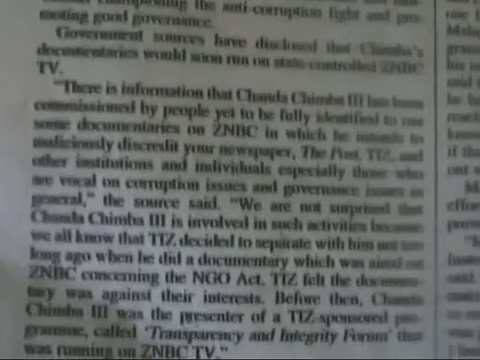 championing the anti-corruption fight and pro-
moting good governance.
Government sources have disclosed that Chimba's
documentaries would soon run on state-controlled ZNBC
TV.
"There is information that Chanda Chimba III has been
commissioned by people yet to be fully identified to run
some documentaries on ZNBC in which he intends to
maliciously discredit your newspaper, The Post, TIZ, and
other institutions and individuals especially those who
are vocal on corruption issues and governance issues in
general," the source said. "We are not surprised that
Chanda Chimba III is involved in such activities because
we all know that TIZ decided to separate with him not too
long ago when he did a documentary which was aired on
ZNBC concerning the NGO Act. TIZ felt the documen-
tary was against their interests. Before then, Chanda
Chimba III was the presenter of a TIZ-sponsored pro-
gramme, called 'Transparency and Integrity Forum' that
was running on ZNBC TV."